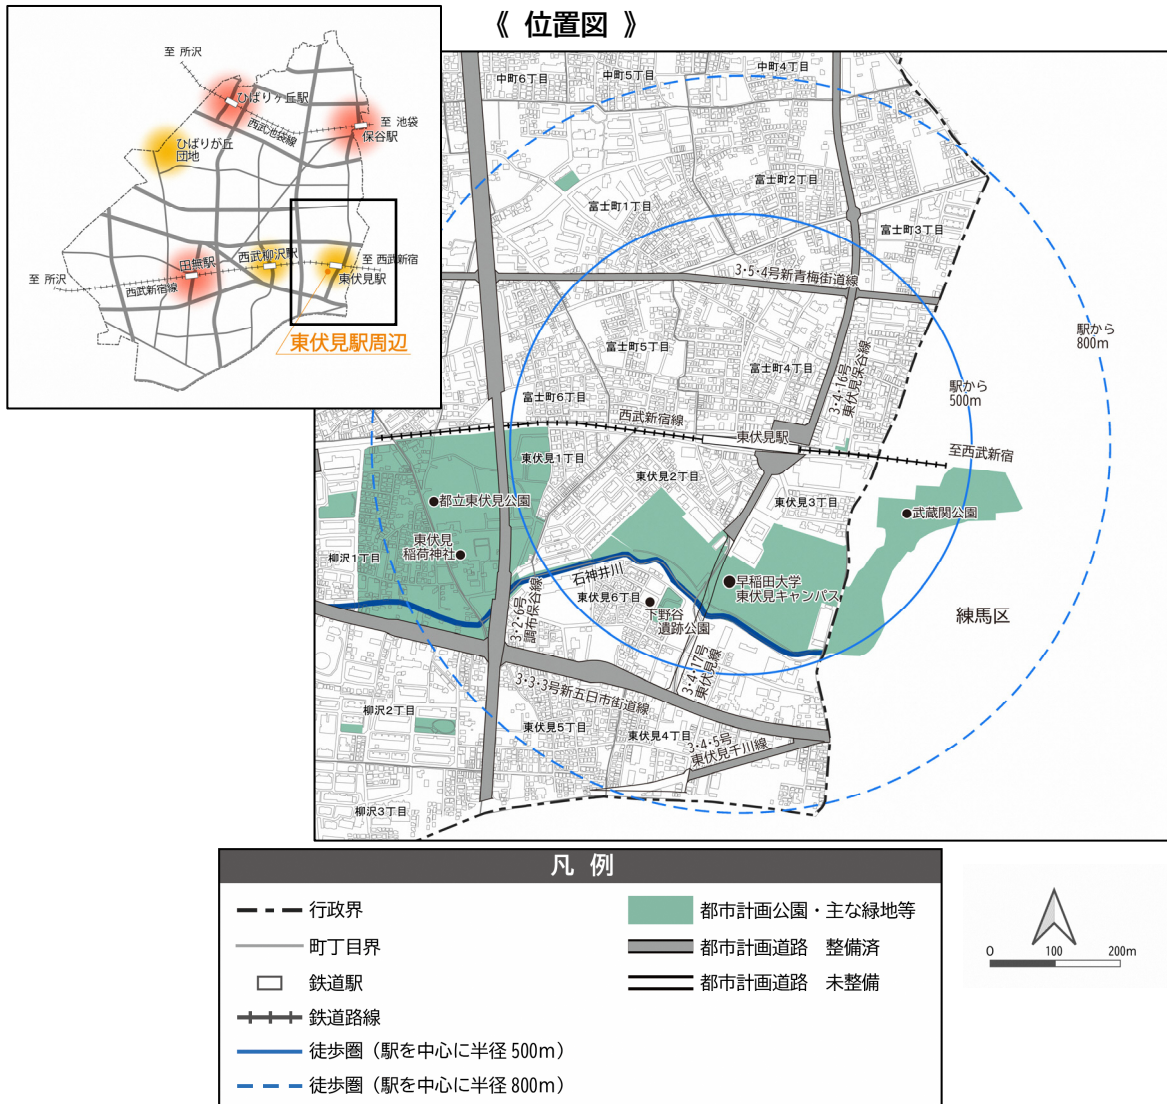 《 位置図 》
至 所沢
ひばりヶ丘駅
西武池袋線
至 池袋
保谷駅
ひばりが丘
団地
田無駅
西武柳沢駅
至 西武新宿
東伏見駅
至 所沢
西武新宿線
東伏見駅周辺
中町6丁目
中町5丁目
中町4丁目
富士町2丁目
富士町1丁目
富士町3丁目
3・5・4号新青梅街道線
富士町5丁目
富士町4丁目
3・4・16号
東伏見保谷線
駅から
800m
駅から
500m
富士町6丁目
西武新宿線
東伏見駅
至西武新宿
東伏見1丁目
東伏見2丁目
東伏見3丁目
都立東伏見公園
武蔵関公園
東伏見
稲荷神社
柳沢1丁目
石神井川
早稲田大学
東伏見キャンパス
東伏見6丁目
下野谷
遺跡公園
練馬区
3・2・6号
調布保谷線
3・4・17号
東伏見線
3・3・3号新五日市街道線
柳沢2丁目
東伏見5丁目
東伏見4丁目
3・4・5号
東伏見千川線
柳沢3丁目
凡 例
行政界
町丁目界
鉄道駅
鉄道路線
徒歩圏（駅を中心に半径500m）
徒歩圏（駅を中心に半径800m）
都市計画公園・主な緑地等
都市計画道路　整備済
都市計画道路　未整備
0 100 200m